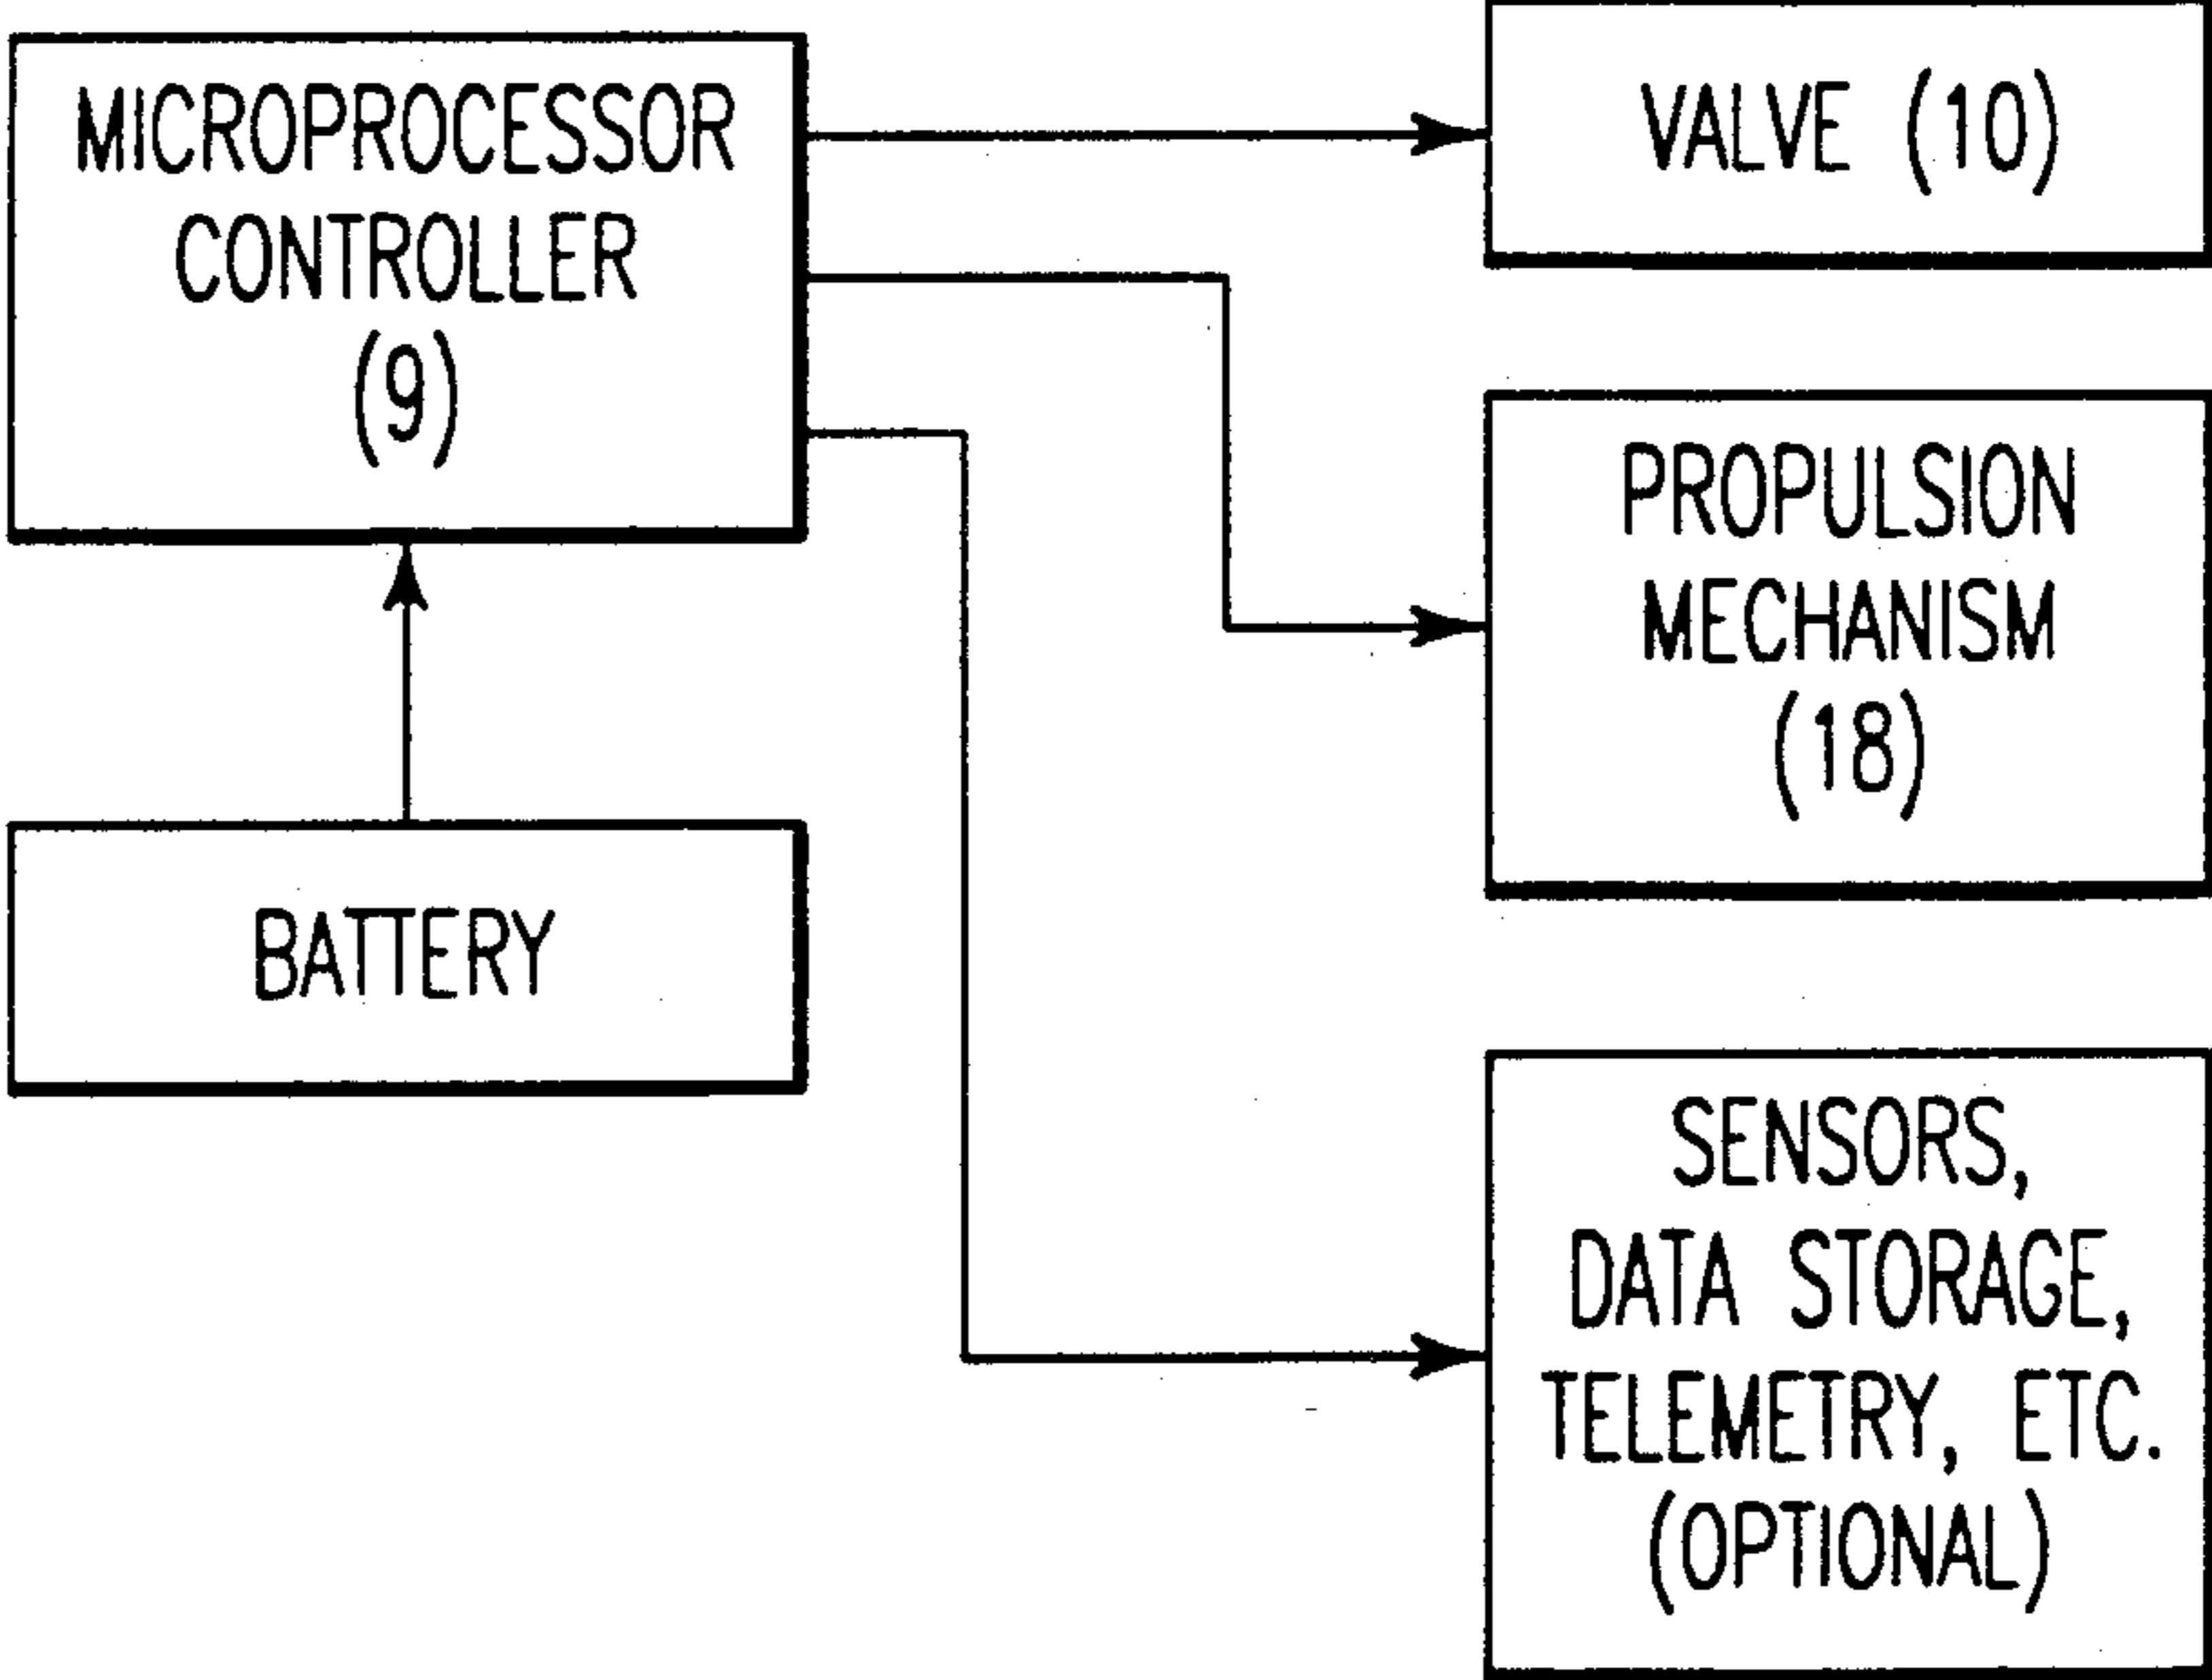 MICROPROCESSOR
CONTROLLER
(9)
BATTERY
VALVE (10)
PROPULSION
MECHANISM
(18)
SENSORS,
DATA STORAGE,
TELEMETRY, ETC.
(OPTIONAL)